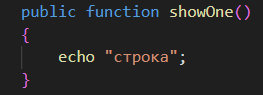 public function showOne()
{
    echo "строка";
}